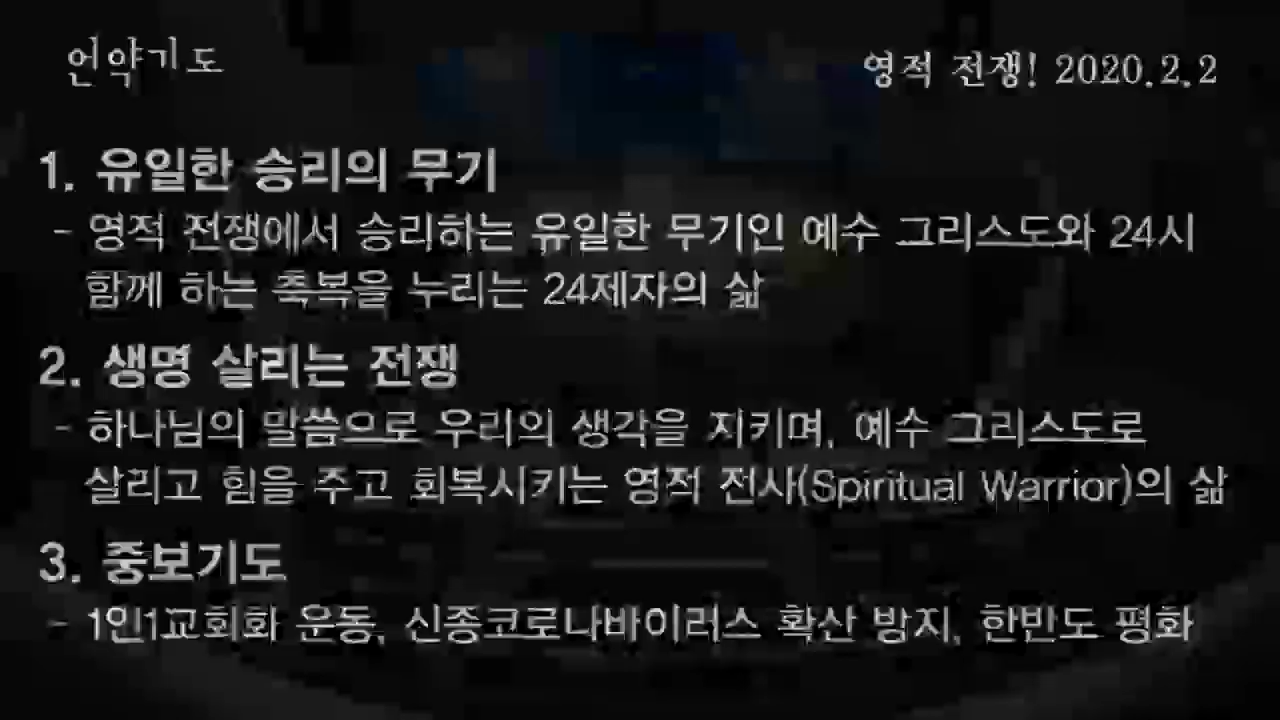 언약기도
영적 전쟁! 2020.2.2
1. 유일한 승리의 무기
- 영적 전쟁에서 승리하는 유일한 무기인 예수 그리스도와 24시
함께 하는 축복을 누리는 24제자의 삶
2. 생명 살리는 전쟁
- 하나님의 말씀으로 우리의 생각을 지키며, 예수 그리스도로
살리고 힘을 주고 회복시키는 영적 전사(Spiritual Warrior)의 삶
3. 중보기도
- 1인1교회화 운동, 신종코로나바이러스 확산 방지, 한반도 평화